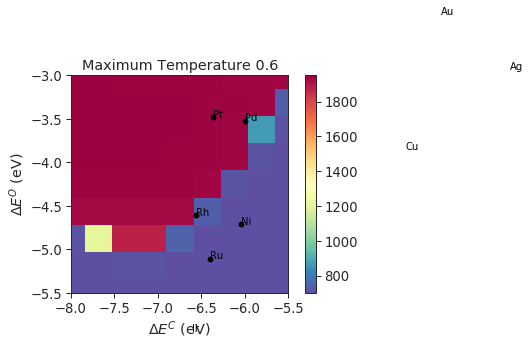 Au
Maximum Temperature 0.6
Ag
−3.0
−3.5
−4.0
−4.5
−5.0
−5.5
ΔE^O (eV)
Pt
Pd
Cu
Rh
Ni
Ru
1800
1600
1400
1200
1000
800
−8.0 −7.5 −7.0 −6.5 −6.0 −5.5
ΔE^C (eV)
Ir